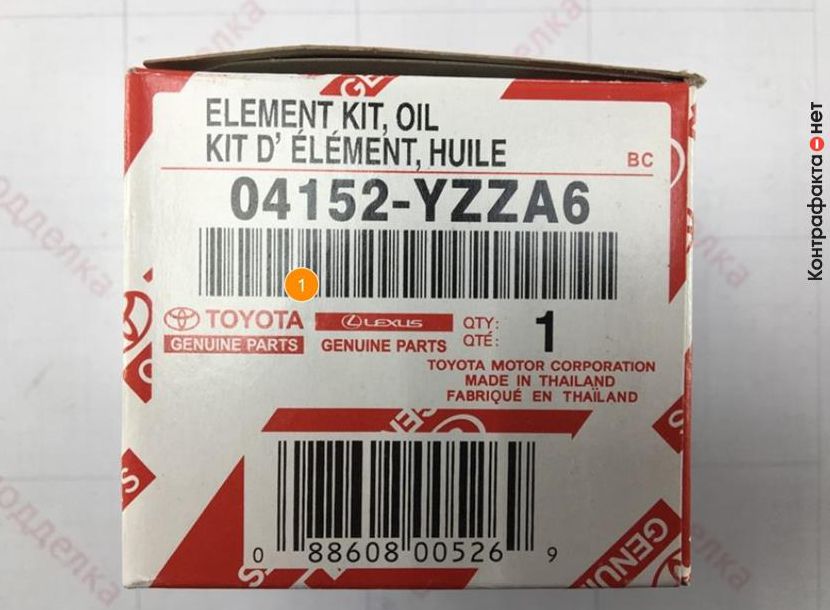 ELEMENT KIT, OIL
KIT D' ÉLÉMENT, HUILE
BC
04152-YZZA6
1
TOYOTA
GENUINE PARTS
LEXUS
GENUINE PARTS
QTY:
QTÉ:
1
TOYOTA MOTOR CORPORATION
MADE IN THAILAND
FABRIQUÉ EN THAÏLAND
0 88608 00526 9
GENU
Контрафакта нет
подделка